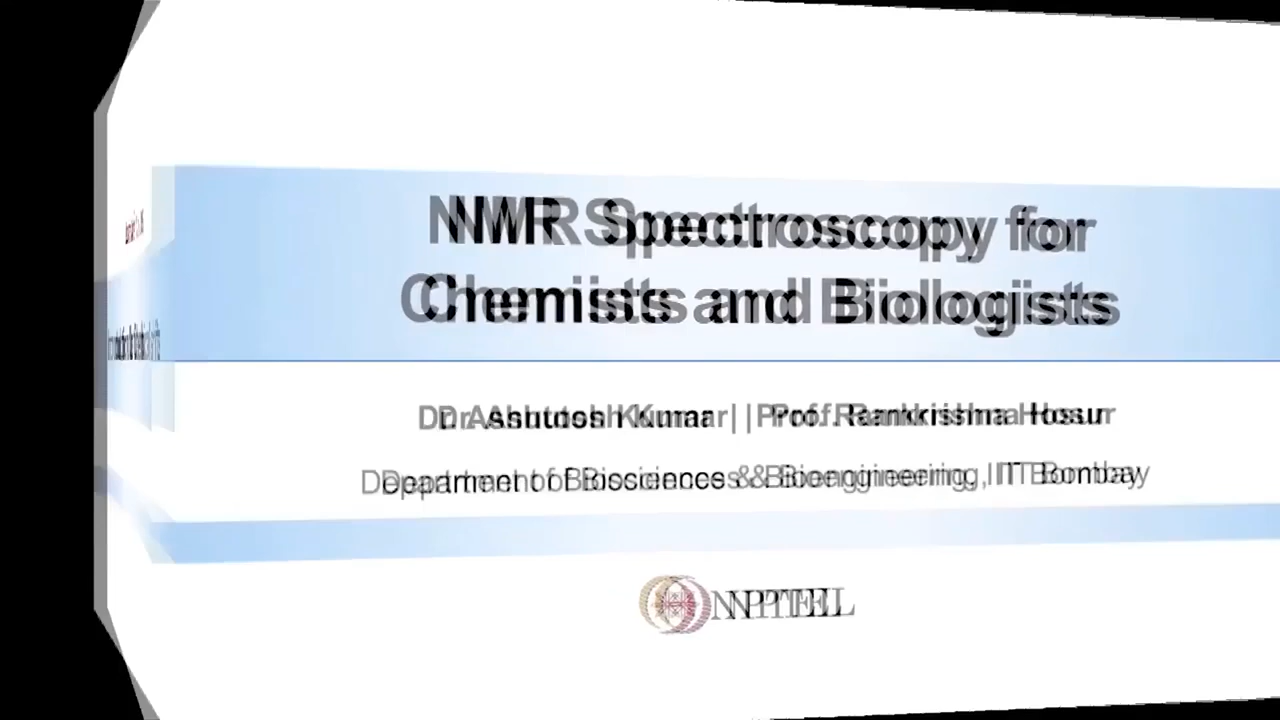 NMR Spectroscopy for
Chemists and Biologists
Dr. Ashutosh Kumar | Prof. Ramkrishna Hosur
Department of Biosciences & Bioengineering, IIT Bombay
NPTEL